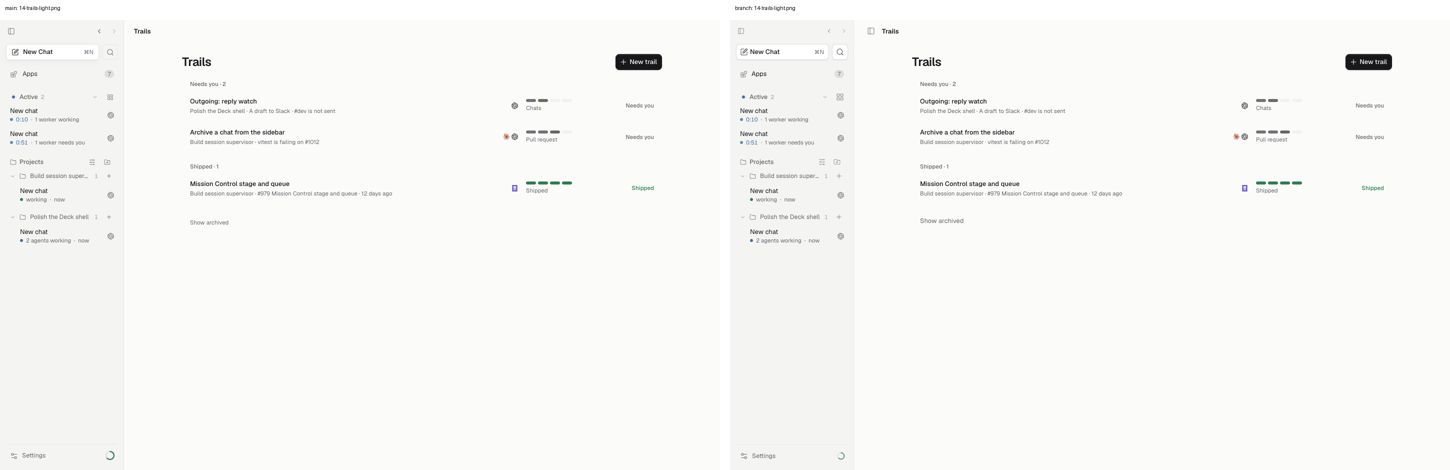 main: 14-trails-light.png
Trails
New Chat ⌘N
Apps 7
Active 2
New chat
0:10 · 1 worker working
New chat
0:51 · 1 worker needs you
Projects
Build session super... 1
New chat
working · now
Polish the Deck shell 1
New chat
2 agents working · now
Settings
Trails
New trail
Needs you · 2
Outgoing: reply watch
Polish the Deck shell · A draft to Slack · #dev is not sent
Chats
Needs you
Archive a chat from the sidebar
Build session supervisor · vitest is failing on #1012
Pull request
Needs you
Shipped · 1
Mission Control stage and queue
Build session supervisor · #979 Mission Control stage and queue · 12 days ago
Shipped
Shipped
Show archived
branch: 14-trails-light.png
Trails
New Chat ⌘N
Apps 7
Active 2
New chat
0:10 · 1 worker working
New chat
0:51 · 1 worker needs you
Projects
Build session super... 1
New chat
working · now
Polish the Deck shell 1
New chat
2 agents working · now
Settings
Trails
New trail
Needs you · 2
Outgoing: reply watch
Polish the Deck shell · A draft to Slack · #dev is not sent
Chats
Needs you
Archive a chat from the sidebar
Build session supervisor · vitest is failing on #1012
Pull request
Needs you
Shipped · 1
Mission Control stage and queue
Build session supervisor · #979 Mission Control stage and queue · 12 days ago
Shipped
Shipped
Show archived